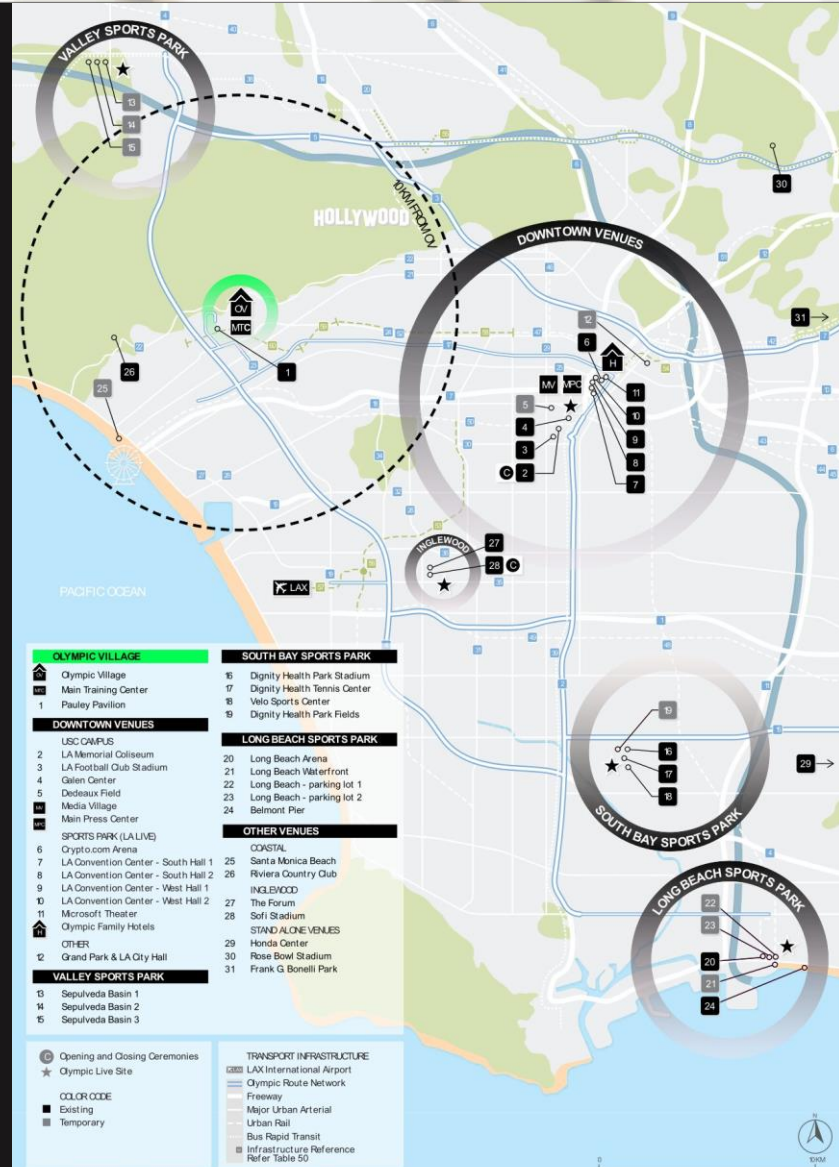 VALLEY SPORTS PARK
13
14
15
10KM FROM OV
HOLLYWOOD
DOWNTOWN VENUES
30
31
OV
MTC
1
26
25
12
6
H
MV
MPC
5
4
3
C
2
11
10
9
8
7
INGLEWOOD
27
28
C
LAX
PACIFIC OCEAN
19
16
17
18
SOUTH BAY SPORTS PARK
29
LONG BEACH SPORTS PARK
22
23
20
21
24
OLYMPIC VILLAGE
OV Olympic Village
MPC Main Training Center
1 Pauley Pavilion
DOWNTOWN VENUES
USC CAMPUS
2 LA Memorial Coliseum
3 LA Football Club Stadium
4 Galen Center
5 Dedeaux Field
MV Media Village
MPC Main Press Center
SPORTS PARK (LA LIVE)
6 Crypto.com Arena
7 LA Convention Center - South Hall 1
8 LA Convention Center - South Hall 2
9 LA Convention Center - West Hall 1
10 LA Convention Center - West Hall 2
11 Microsoft Theater
H Olympic Family Hotels
OTHER
12 Grand Park & LA City Hall
VALLEY SPORTS PARK
13 Sepulveda Basin 1
14 Sepulveda Basin 2
15 Sepulveda Basin 3
SOUTH BAY SPORTS PARK
16 Dignity Health Park Stadium
17 Dignity Health Tennis Center
18 Velo Sports Center
19 Dignity Health Park Fields
LONG BEACH SPORTS PARK
20 Long Beach Arena
21 Long Beach Waterfront
22 Long Beach - parking lot 1
23 Long Beach - parking lot 2
24 Belmont Pier
OTHER VENUES
COASTAL
25 Santa Monica Beach
26 Riviera Country Club
INGLEWOOD
27 The Forum
28 Sofi Stadium
STAND ALONE VENUES
29 Honda Center
30 Rose Bowl Stadium
31 Frank G Bonelli Park
C Opening and Closing Ceremonies
Olympic Live Site
COLOR CODE
Existing
Temporary
TRANSPORT INFRASTRUCTURE
LAX International Airport
Olympic Route Network
Freeway
Major Urban Arterial
Urban Rail
Bus Rapid Transit
Infrastructure Reference
Refer Table 50
N
0
10KM